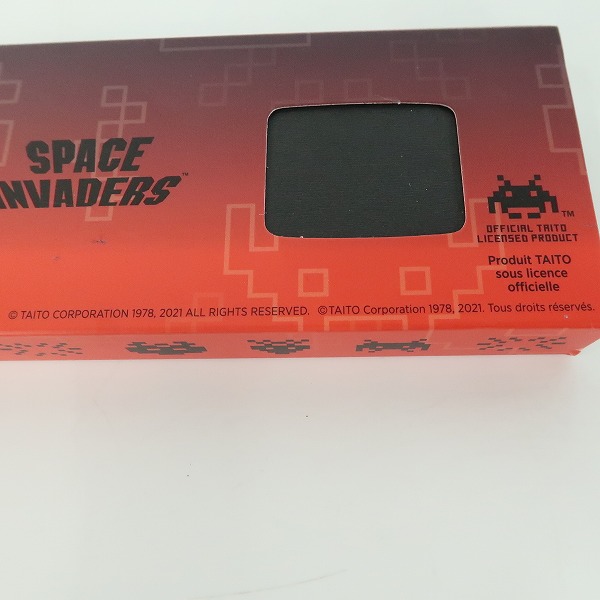 SPACE
INVADERS™
TM
OFFICIAL TAITO
LICENSED PRODUCT
Produit TAITO
sous licence
officielle
© TAITO CORPORATION 1978, 2021 ALL RIGHTS RESERVED. ©TAITO Corporation 1978, 2021. Tous droits réservés.